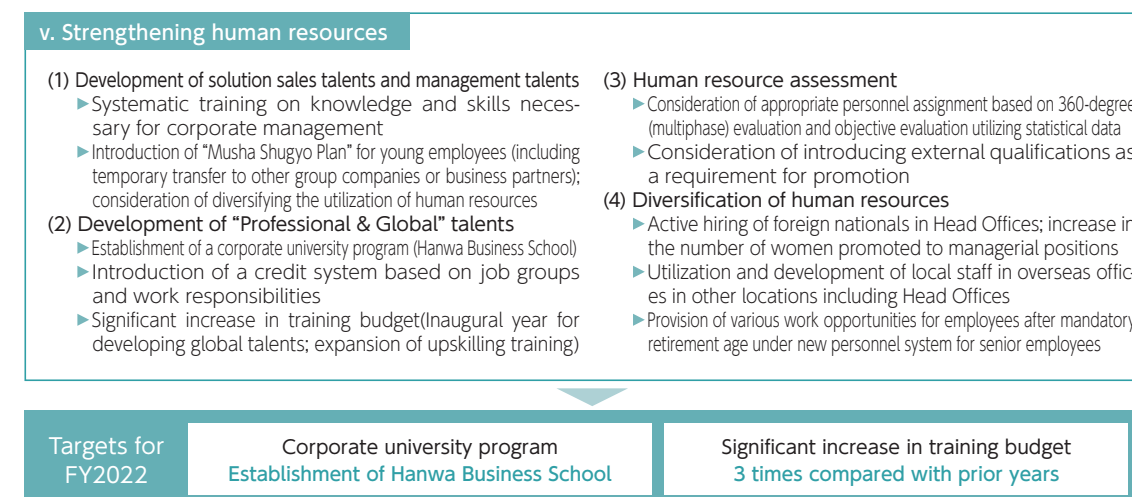 v. Strengthening human resources
(1) Development of solution sales talents and management talents
▶Systematic training on knowledge and skills neces-
sary for corporate management
▶Introduction of “Musha Shugyo Plan” for young employees (including
temporary transfer to other group companies or business partners);
consideration of diversifying the utilization of human resources
(2) Development of “Professional & Global” talents
▶Establishment of a corporate university program (Hanwa Business School)
▶Introduction of a credit system based on job groups
and work responsibilities
▶Significant increase in training budget(Inaugural year for
developing global talents; expansion of upskilling training)
(3) Human resource assessment
▶Consideration of appropriate personnel assignment based on 360-degree
(multiphase) evaluation and objective evaluation utilizing statistical data
▶Consideration of introducing external qualifications as
a requirement for promotion
(4) Diversification of human resources
▶Active hiring of foreign nationals in Head Offices; increase in
the number of women promoted to managerial positions
▶Utilization and development of local staff in overseas offic-
es in other locations including Head Offices
▶Provision of various work opportunities for employees after mandatory
retirement age under new personnel system for senior employees
Targets for
FY2022
Corporate university program
Establishment of Hanwa Business School
Significant increase in training budget
3 times compared with prior years